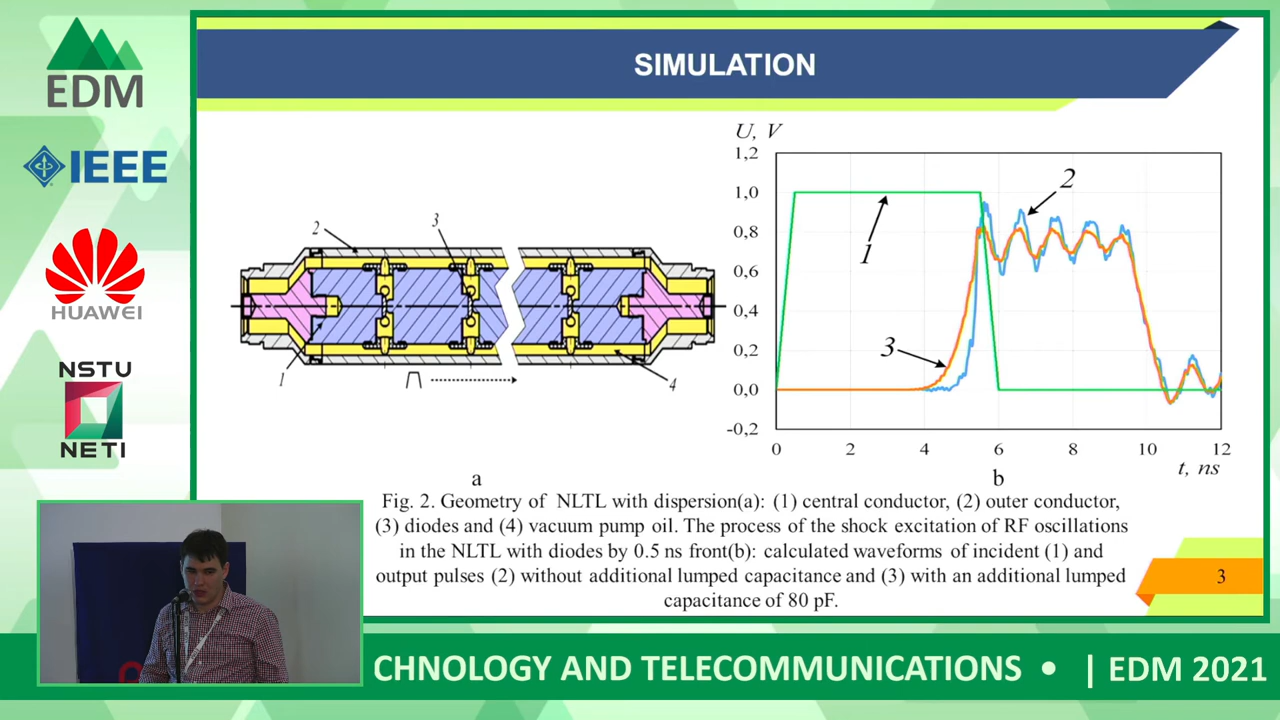 EDM
IEEE
HUAWEI
NSTU
NETI
SIMULATION
2
3
1
4
a
U, V
1,2
1,0
0,8
0,6
0,4
0,2
0,0
-0,2
0 2 4 6 8 10 12
t, ns
1
2
3
b
Fig. 2. Geometry of NLTL with dispersion(a): (1) central conductor, (2) outer conductor,
(3) diodes and (4) vacuum pump oil. The process of the shock excitation of RF oscillations
in the NLTL with diodes by 0.5 ns front(b): calculated waveforms of incident (1) and
output pulses (2) without additional lumped capacitance and (3) with an additional lumped
capacitance of 80 pF.
3
CHNOLOGY AND TELECOMMUNICATIONS • | EDM 2021